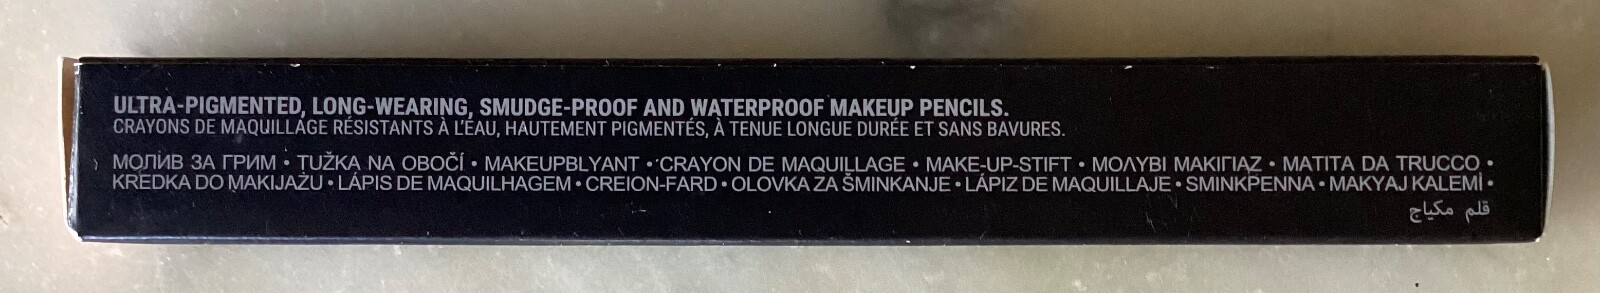 ULTRA-PIGMENTED, LONG-WEARING, SMUDGE-PROOF AND WATERPROOF MAKEUP PENCILS.
CRAYONS DE MAQUILLAGE RÉSISTANTS À L'EAU, HAUTEMENT PIGMENTÉS, À TENUE LONGUE DURÉE ET SANS BAVURES.
МОЛИВ ЗА ГРИМ • TUŽKA NA OBOČÍ • MAKEUPBLYANT • CRAYON DE MAQUILLAGE • MAKE-UP-STIFT • ΜΟΛΥΒΙ ΜΑΚΙΓΙΑΖ • MATITA DA TRUCCO •
KREDKA DO MAKIJAŻU • LÁPIS DE MAQUILHAGEM • CREION-FARD • OLOVKA ZA ŠMINKANJE • LÁPIZ DE MAQUILLAJE • SMINKPENNA • MAKYAJ KALEMİ •
قلم مكياج